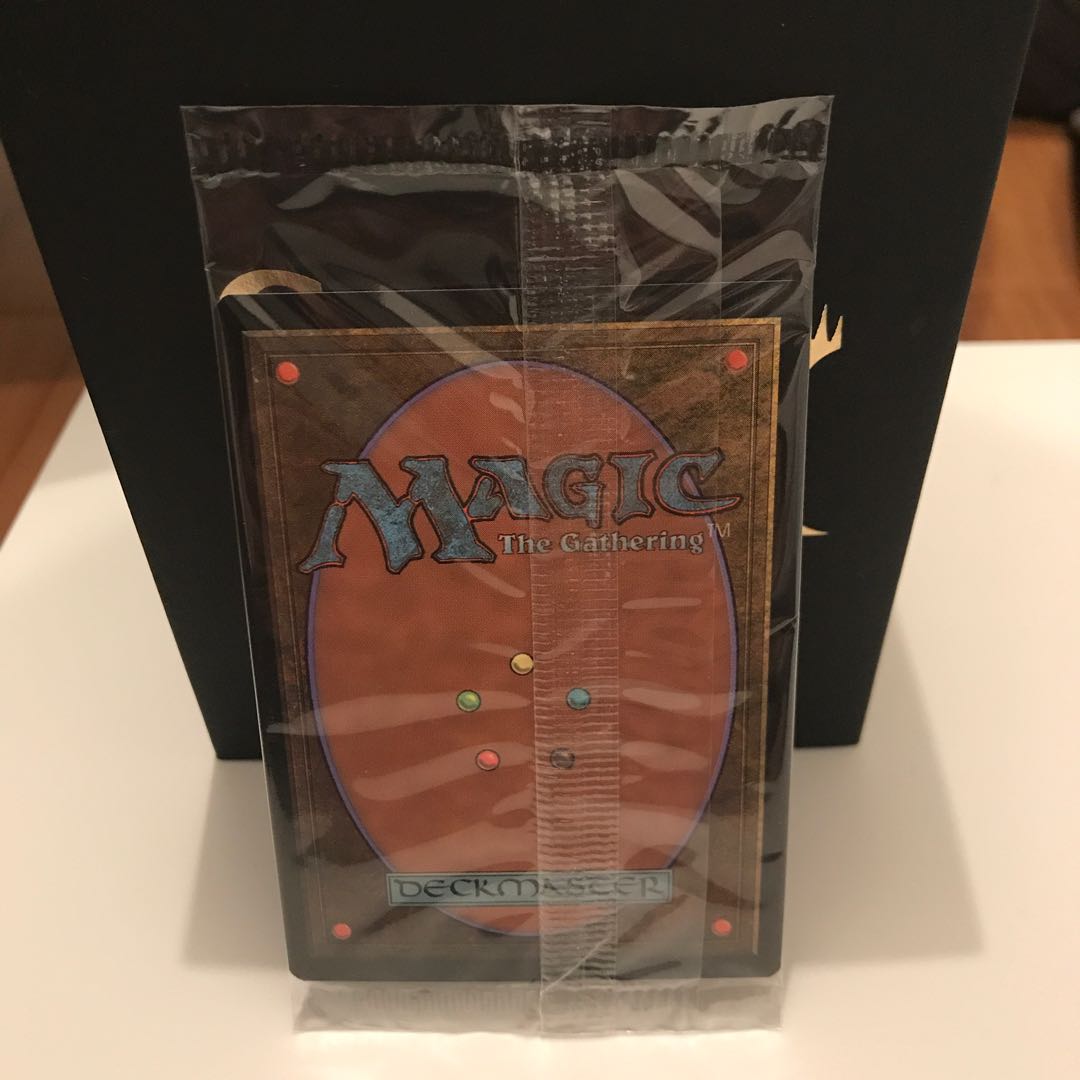 MAGIC
The Gathering™
DECKMASTER